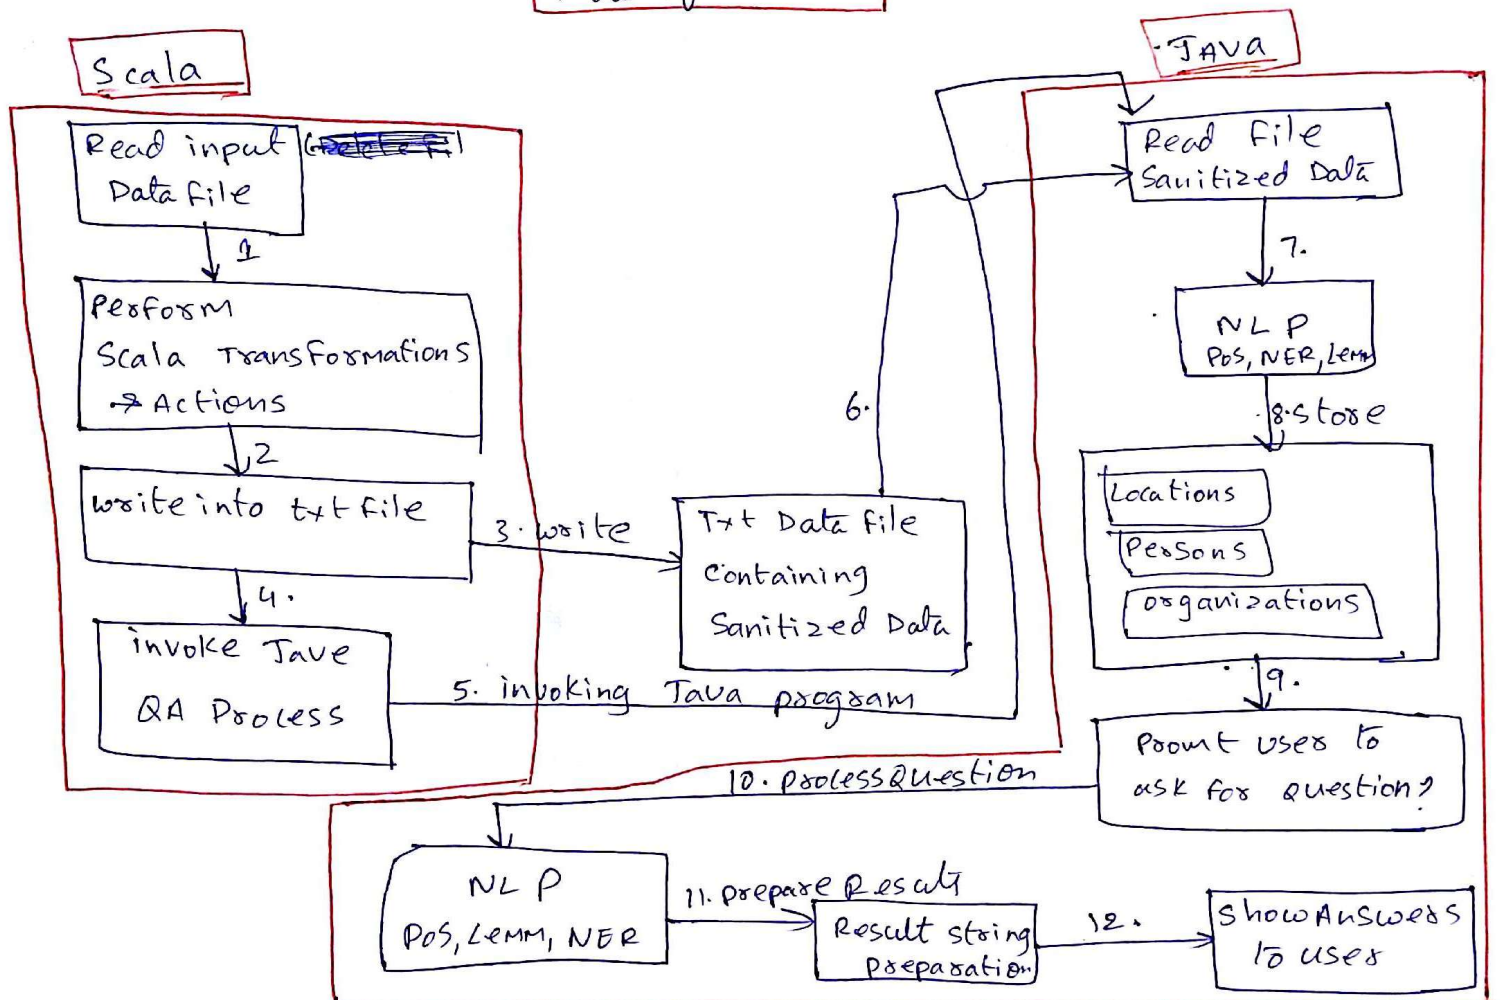 Scala
Read input
Data file
1
Perform
Scala Transformations
→ Actions
2
write into txt file
3. write
4.
invoke Jave
QA Process
5. invoking Java program
Txt Data file
Containing
Sanitized Data
6.
JAVA
Read File
Sanitized Data
7.
NLP
POS, NER, Lemm
8. store
Locations
Persons
organizations
9.
Promt user to
ask for question?
10. processQuestion
NLP
POS, Lemm, NER
11. prepare Result
Result string
preparation
12.
Show Answers
To user